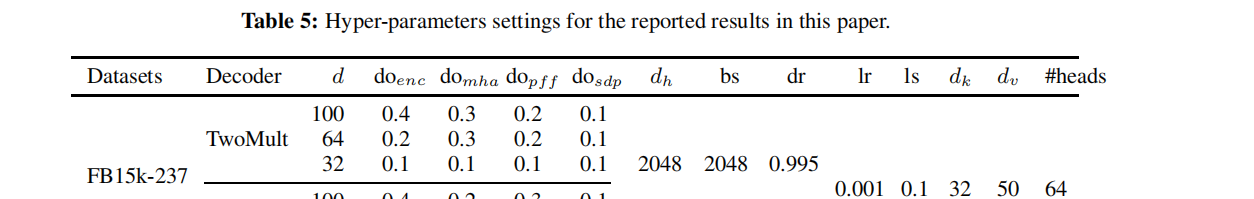 Table 5: Hyper-parameters settings for the reported results in this paper.
Datasets Decoder d do_enc do_mha do_pff do_sdp d_h bs dr lr ls d_k d_v #heads
100 0.4 0.3 0.2 0.1
TwoMult 64 0.2 0.3 0.2 0.1
32 0.1 0.1 0.1 0.1 2048 2048 0.995
FB15k-237
0.001 0.1 32 50 64